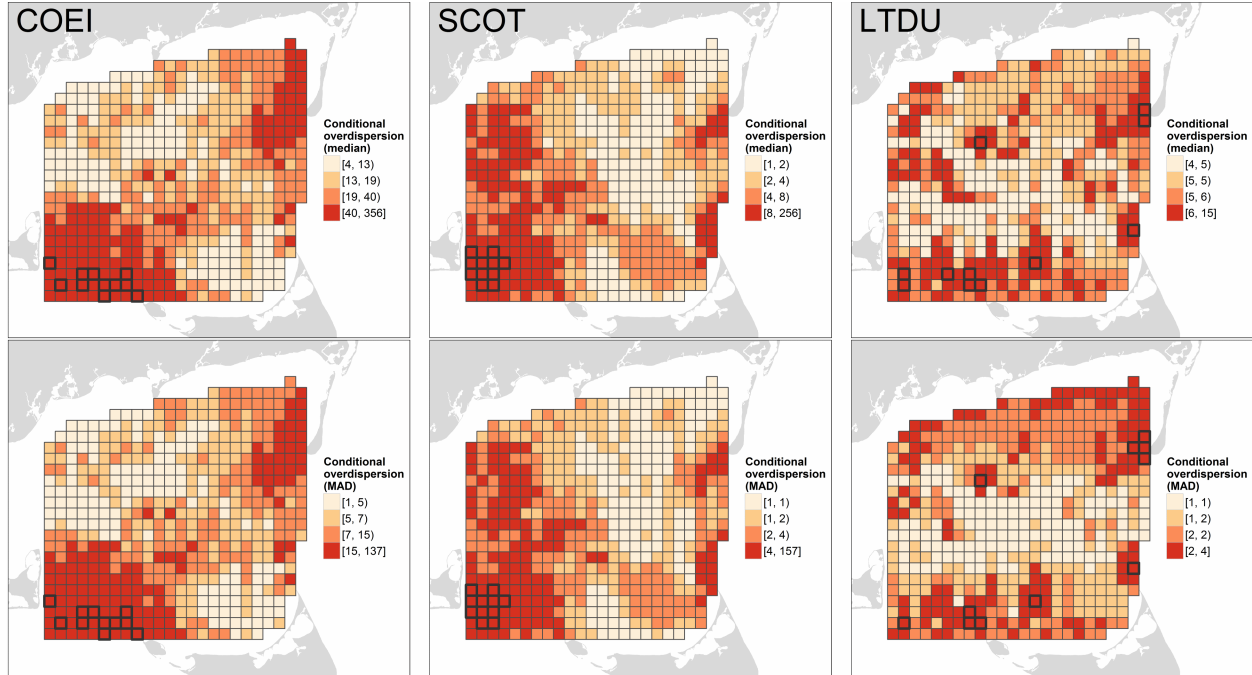 COEI
Conditional
overdispersion
(median)
[4, 13)
[13, 19)
[19, 40)
[40, 356]
SCOT
Conditional
overdispersion
(median)
[1, 2)
[2, 4)
[4, 8)
[8, 256]
LTDU
Conditional
overdispersion
(median)
[4, 5)
[5, 5)
[5, 6)
[6, 15]
Conditional
overdispersion
(MAD)
[1, 5)
[5, 7)
[7, 15)
[15, 137]
Conditional
overdispersion
(MAD)
[1, 1)
[1, 2)
[2, 4)
[4, 157]
Conditional
overdispersion
(MAD)
[1, 1)
[1, 2)
[2, 2)
[2, 4]